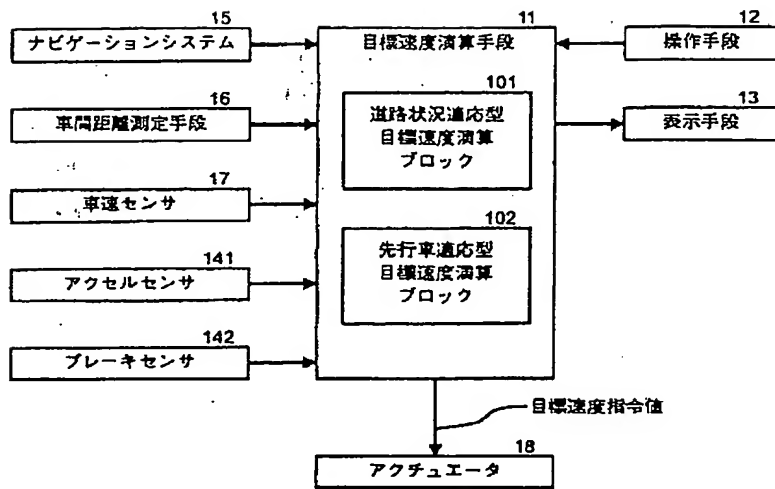 15
ナビゲーションシステム
16
車間距離測定手段
17
車速センサ
141
アクセルセンサ
142
ブレーキセンサ
11
目標速度演算手段
101
道路状況適応型
目標速度演算
ブロック
102
先行車適応型
目標速度演算
ブロック
12
操作手段
13
表示手段
目標速度指令値
18
アクチュエータ